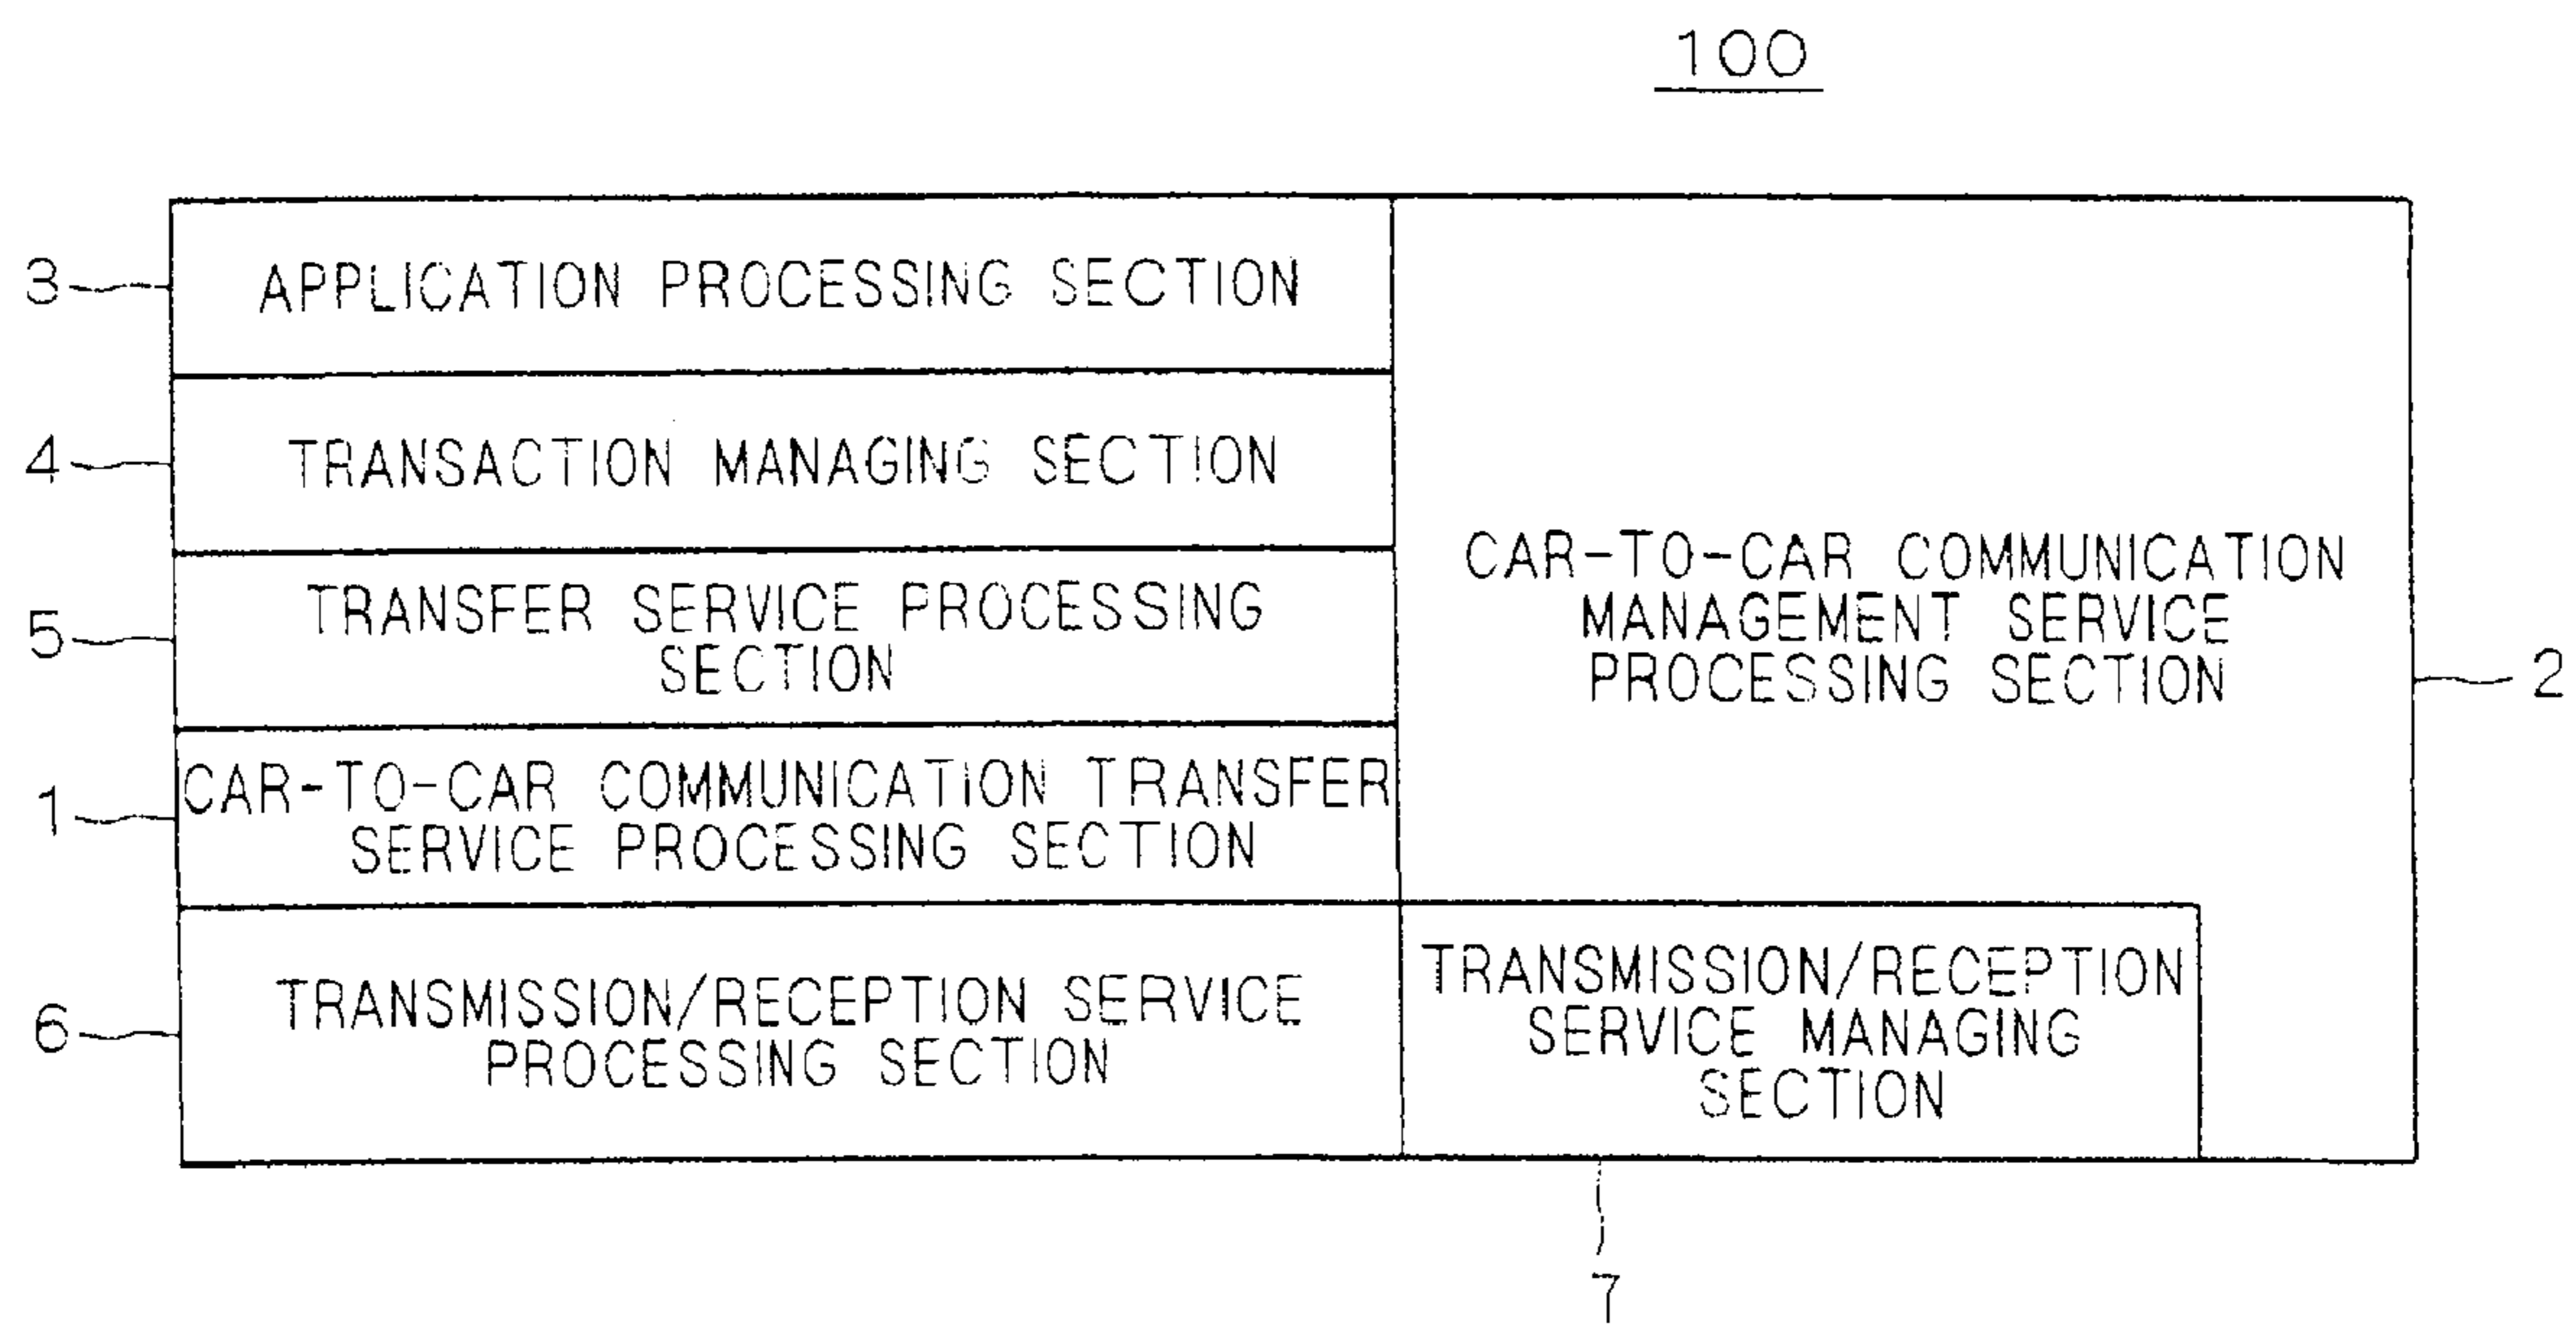 100
3
APPLICATION PROCESSING SECTION
4
TRANSACTION MANAGING SECTION
5
TRANSFER SERVICE PROCESSING
SECTION
1
CAR-TO-CAR COMMUNICATION TRANSFER
SERVICE PROCESSING SECTION
6
TRANSMISSION/RECEPTION SERVICE
PROCESSING SECTION
CAR-TO-CAR COMMUNICATION
MANAGEMENT SERVICE
PROCESSING SECTION
2
TRANSMISSION/RECEPTION
SERVICE MANAGING
SECTION
7